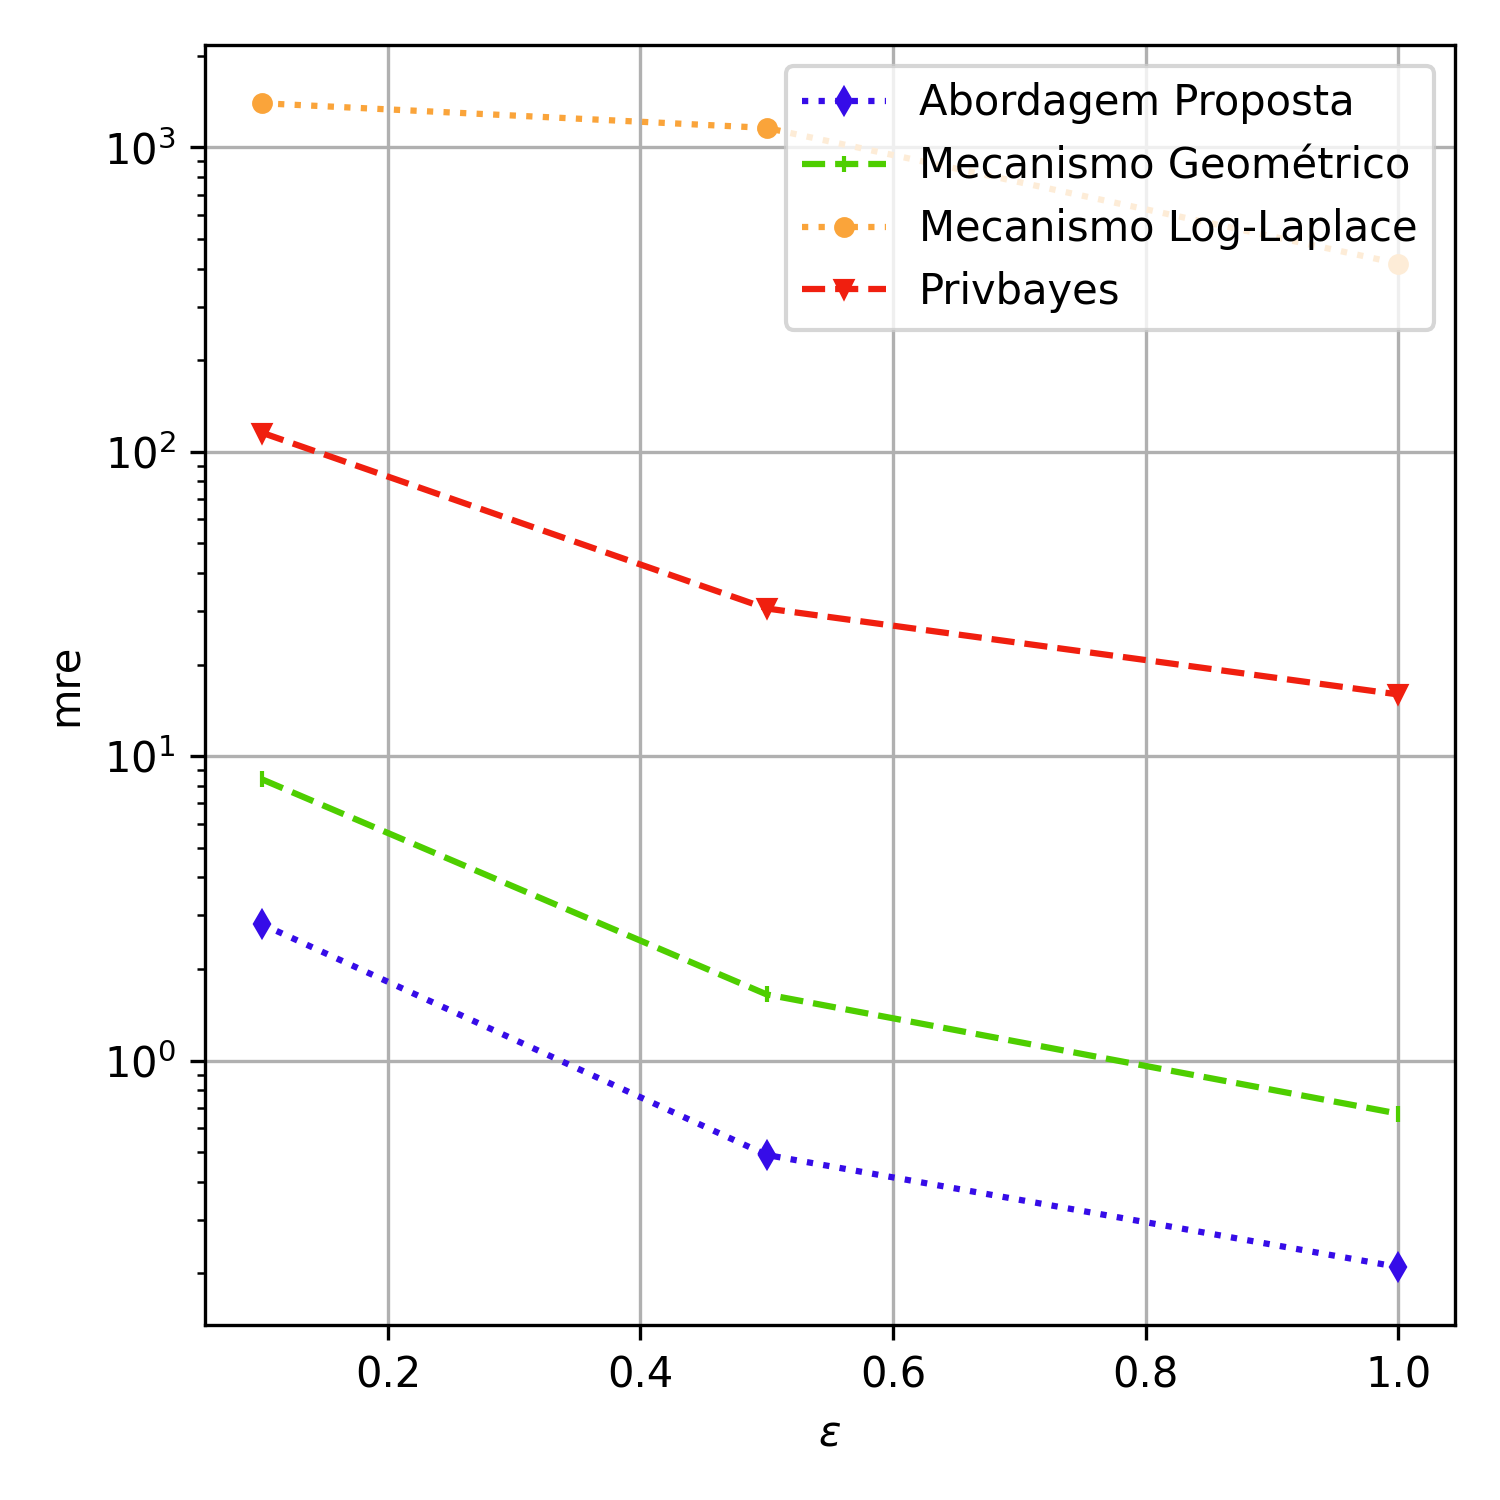 Abordagem Proposta
Mecanismo Geométrico
Mecanismo Log-Laplace
Privbayes
10³
10²
10¹
10⁰
mre
0.2 0.4 0.6 0.8 1.0
ε